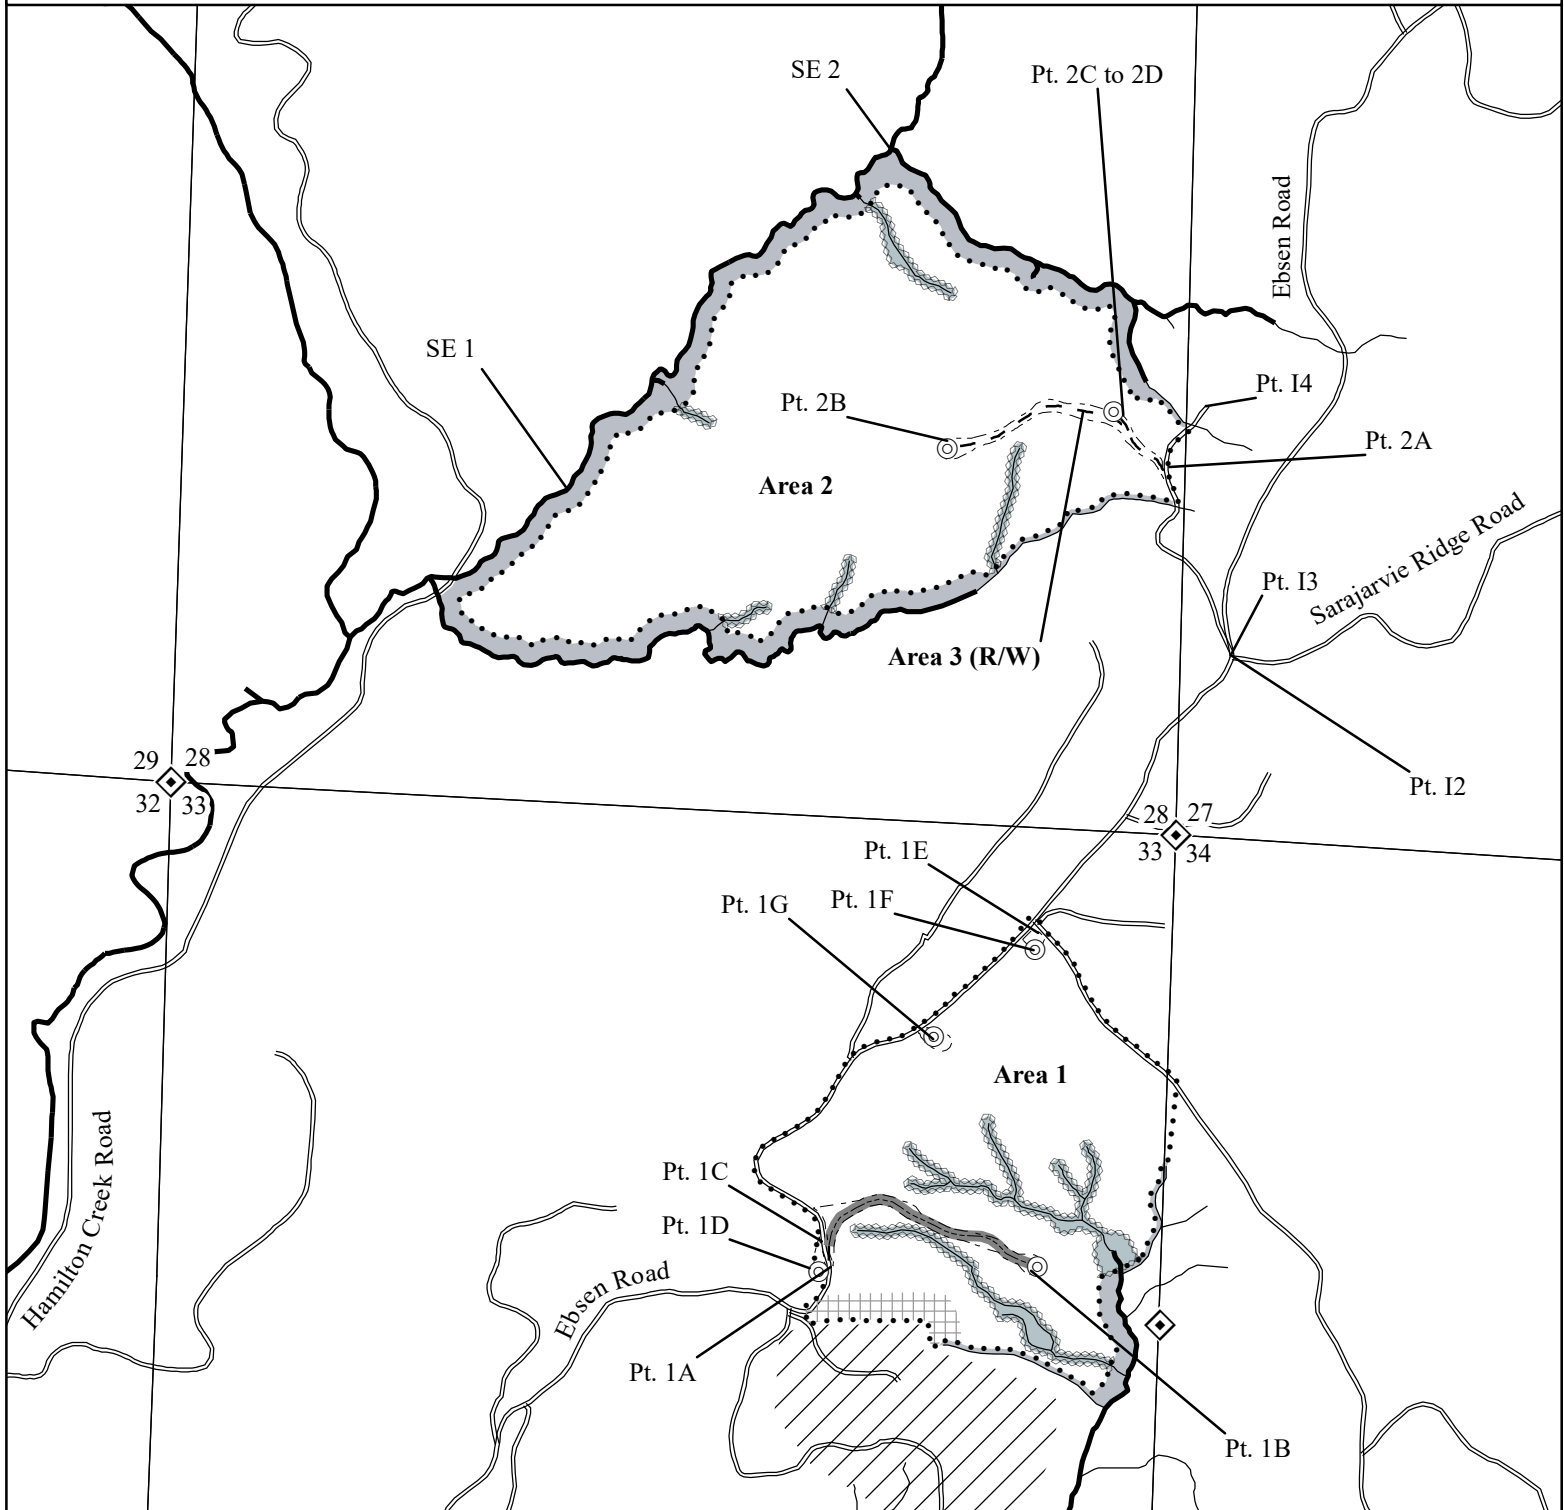 SE 2
Pt. 2C to 2D
Ebsen Road
SE 1
Pt. I4
Pt. 2B
Pt. 2A
Area 2
Sarajarvie Ridge Road
Pt. I3
Area 3 (R/W)
29 28
32 33
Pt. I2
28 27
33 34
Pt. 1E
Pt. 1F
Pt. 1G
Area 1
Hamilton Creek Road
Pt. 1C
Pt. 1D
Ebsen Road
Pt. 1A
Pt. 1B